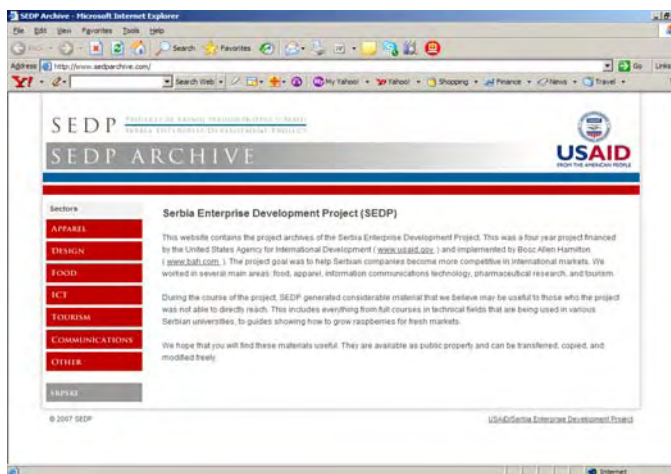 SEDP Archive - Microsoft Internet Explorer
File Edit View Favorites Tools Help
Search Favorites
Address http://www.sedparchive.com/ Go Links
Y! Search Web My Yahoo! Yahoo! Shopping Finance News Travel
SEDP
SERBIA ENTERPRISE DEVELOPMENT PROJECT
SEDP ARCHIVE
USAID
FROM THE AMERICAN PEOPLE
Sectors
APPAREL
DESIGN
FOOD
ICT
TOURISM
COMMUNICATIONS
OTHER
SRPSKI
Serbia Enterprise Development Project (SEDP)
This website contains the project archives of the Serbia Enterprise Development Project. This was a four year project financed
by the United States Agency for International Development ( www.usaid.gov ) and implemented by Booz Allen Hamilton
( www.bah.com ). The project goal was to help Serbian companies become more competitive in International markets. We
worked in several main areas: food, apparel, information communications technology, pharmaceutical research, and tourism.
During the course of the project, SEDP generated considerable material that we believe may be useful to those who the project
was not able to directly reach. This includes everything from full courses in technical fields that are being used in various
Serbian universities, to guides showing how to grow raspberries for fresh markets.
We hope that you will find these materials useful. They are available as public property and can be transferred, copied, and
modified freely.
© 2007 SEDP
USAID/Serbia Enterprise Development Project
Internet